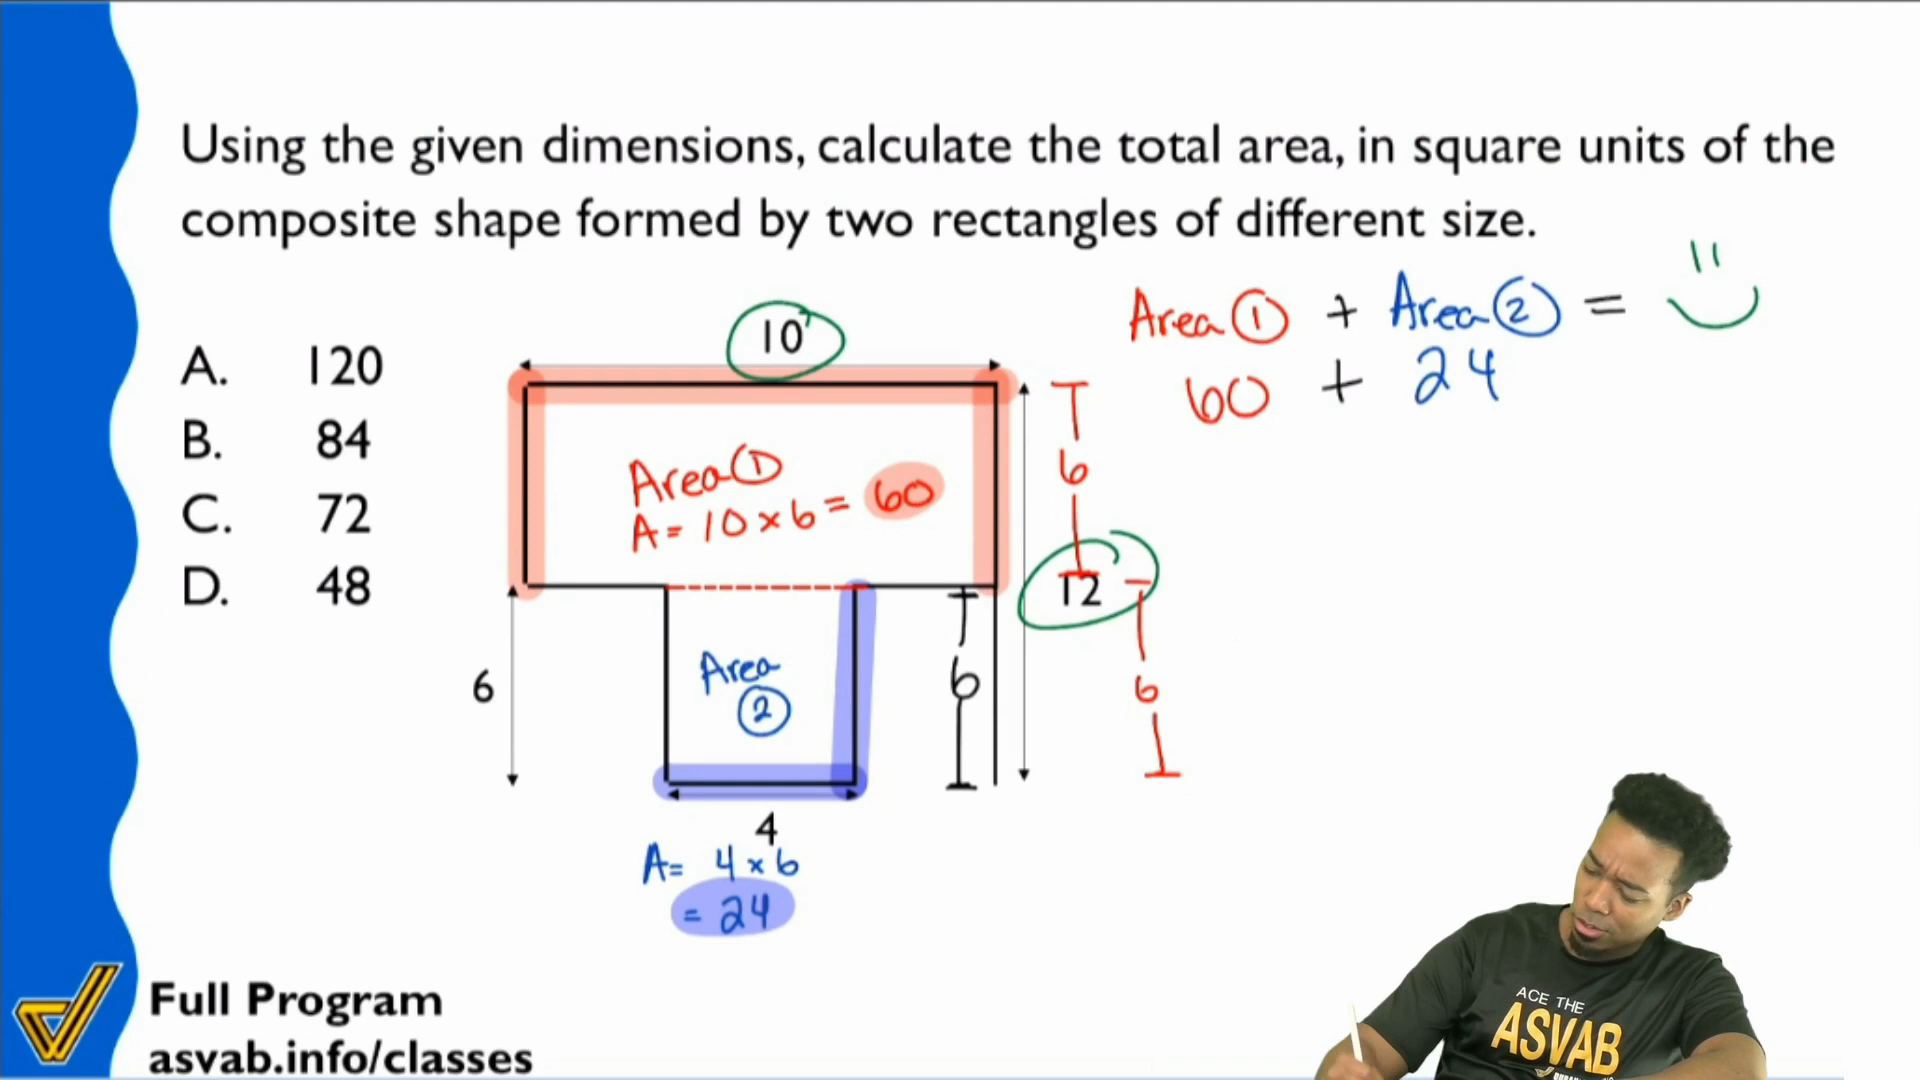 Using the given dimensions, calculate the total area, in square units of the
composite shape formed by two rectangles of different size.
Area ① + Area ② =
60 + 24
A. 120
B. 84
C. 72
D. 48
10
Area ①
A = 10 × 6 = 60
6
12
6
6
6
Area
②
4
A = 4 × 6
= 24
Full Program
asvab.info/classes
ACE THE
ASVAB